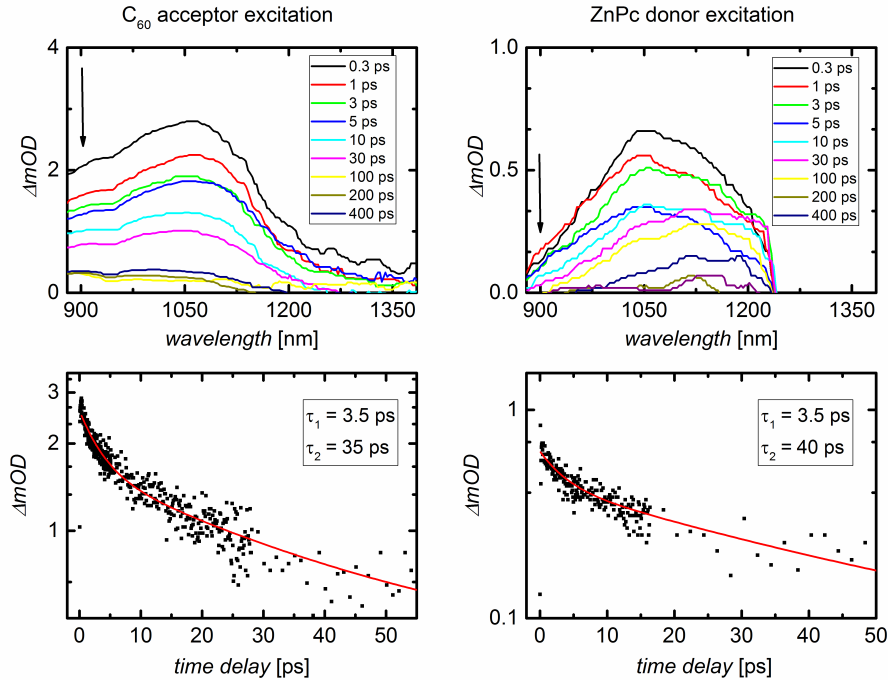 C60 acceptor excitation
ZnPc donor excitation
4
2
0
ΔmOD
0.3 ps
1 ps
3 ps
5 ps
10 ps
30 ps
100 ps
200 ps
400 ps
900 1050 1200 1350
wavelength [nm]
1.0
0.5
0.0
ΔmOD
0.3 ps
1 ps
3 ps
5 ps
10 ps
30 ps
100 ps
200 ps
400 ps
900 1050 1200 1350
wavelength [nm]
3
2
1
ΔmOD
τ1 = 3.5 ps
τ2 = 35 ps
0 10 20 30 40 50
time delay [ps]
1
0.1
ΔmOD
τ1 = 3.5 ps
τ2 = 40 ps
0 10 20 30 40 50
time delay [ps]